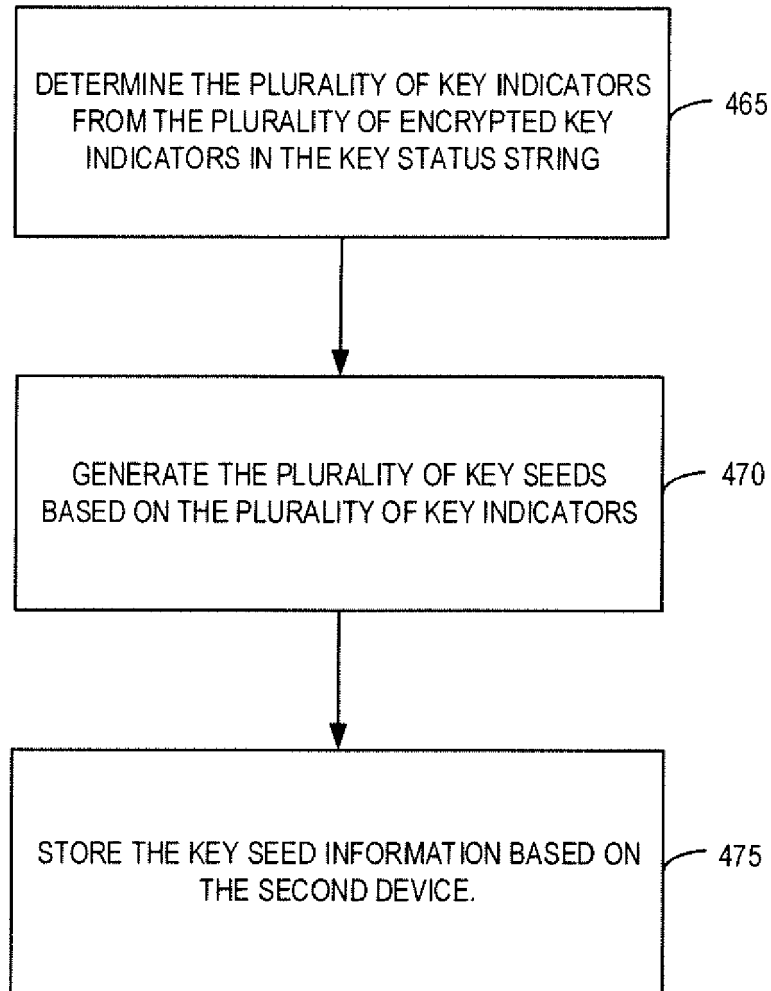 DETERMINE THE PLURALITY OF KEY INDICATORS
FROM THE PLURALITY OF ENCRYPTED KEY
INDICATORS IN THE KEY STATUS STRING
465
GENERATE THE PLURALITY OF KEY SEEDS
BASED ON THE PLURALITY OF KEY INDICATORS
470
STORE THE KEY SEED INFORMATION BASED ON
THE SECOND DEVICE.
475